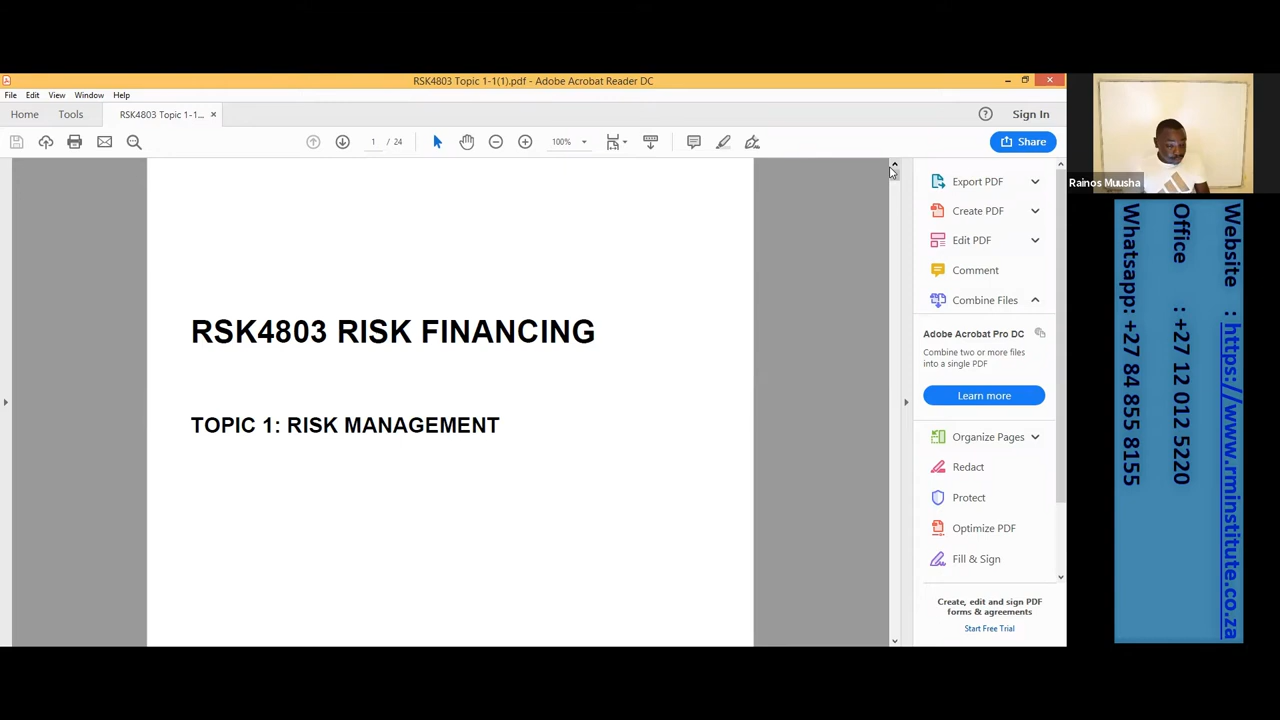 RSK4803 Topic 1-1(1).pdf - Adobe Acrobat Reader DC
File Edit View Window Help
Home Tools RSK4803 Topic 1-1... × Sign In
1 / 24 100% Share
RSK4803 RISK FINANCING
TOPIC 1: RISK MANAGEMENT
Export PDF
Create PDF
Edit PDF
Comment
Combine Files
Adobe Acrobat Pro DC
Combine two or more files
into a single PDF
Learn more
Organize Pages
Redact
Protect
Optimize PDF
Fill & Sign
Create, edit and sign PDF
forms & agreements
Start Free Trial
Rainos Muusha
Website : https://www.rminstitute.co.za
Office : +27 12 012 5220
Whatsapp: +27 84 855 8155